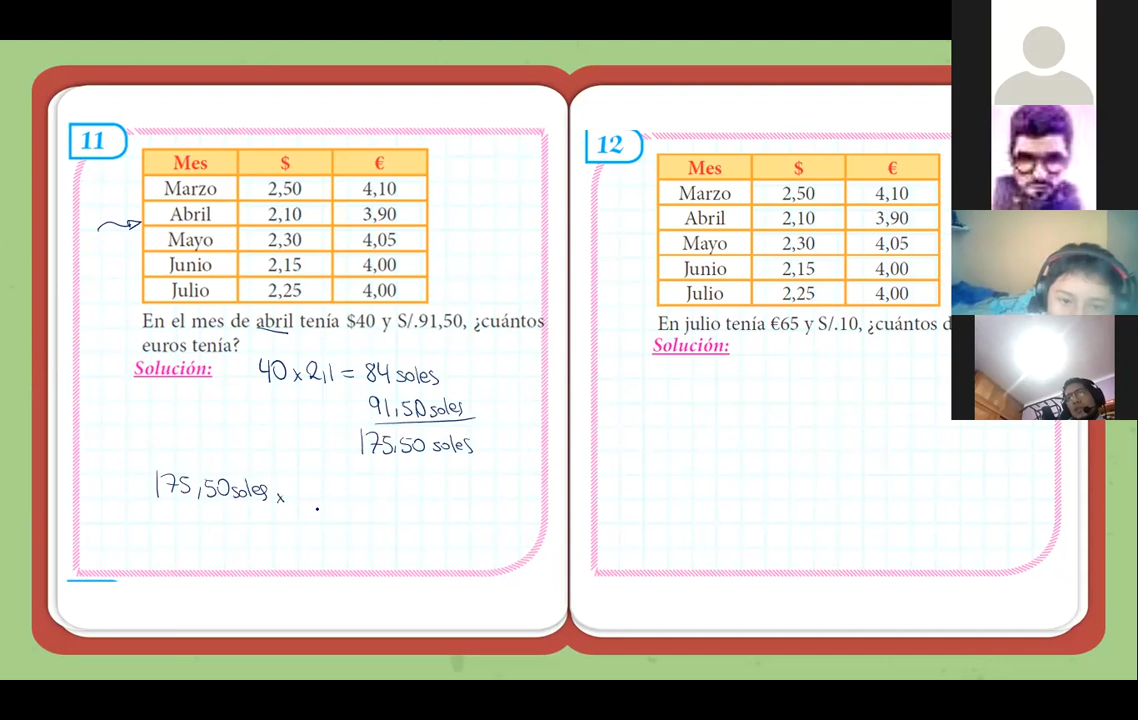 11
Mes $ €
Marzo 2,50 4,10
Abril 2,10 3,90
Mayo 2,30 4,05
Junio 2,15 4,00
Julio 2,25 4,00
En el mes de abril tenía $40 y S/.91,50, ¿cuántos
euros tenía?
Solución:
40 x 2,1 = 84 soles
91,50 soles
175,50 soles
175,50 soles x
12
Mes $ €
Marzo 2,50 4,10
Abril 2,10 3,90
Mayo 2,30 4,05
Junio 2,15 4,00
Julio 2,25 4,00
En julio tenía €65 y S/.10, ¿cuántos d
Solución: